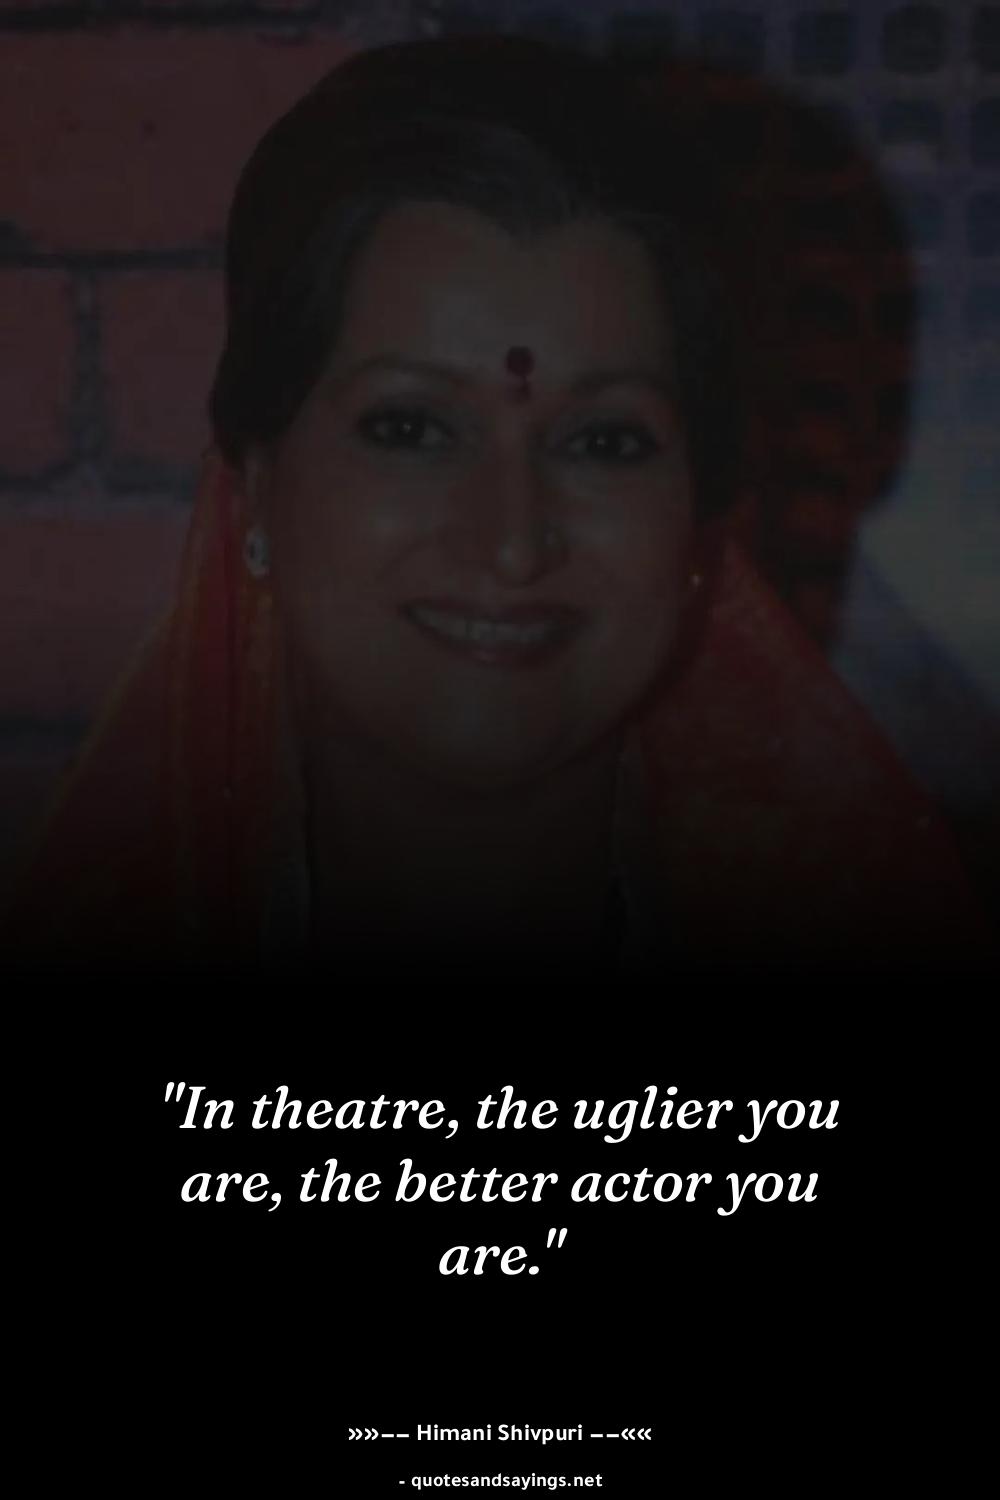 "In theatre, the uglier you
are, the better actor you
are."
»»–– Himani Shivpuri ––««
- quotesandsayings.net